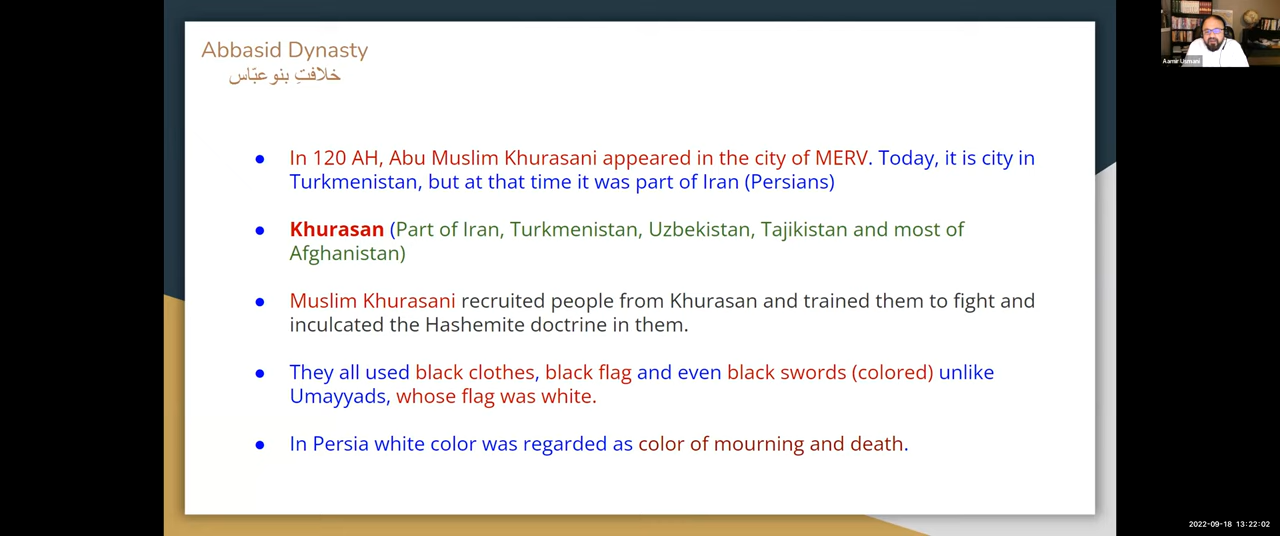 Abbasid Dynasty
خلافتِ بنو عبّاس
● In 120 AH, Abu Muslim Khurasani appeared in the city of MERV. Today, it is city in
Turkmenistan, but at that time it was part of Iran (Persians)
● Khurasan (Part of Iran, Turkmenistan, Uzbekistan, Tajikistan and most of
Afghanistan)
● Muslim Khurasani recruited people from Khurasan and trained them to fight and
inculcated the Hashemite doctrine in them.
● They all used black clothes, black flag and even black swords (colored) unlike
Umayyads, whose flag was white.
● In Persia white color was regarded as color of mourning and death.
Aamir Usmani
2022-09-18 13:22:02